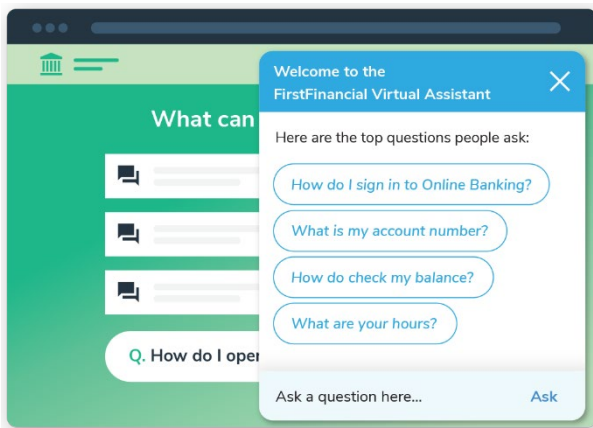 Welcome to the
FirstFinancial Virtual Assistant
What can
Here are the top questions people ask:
How do I sign in to Online Banking?
What is my account number?
How do check my balance?
What are your hours?
Q. How do I oper
Ask a question here...
Ask